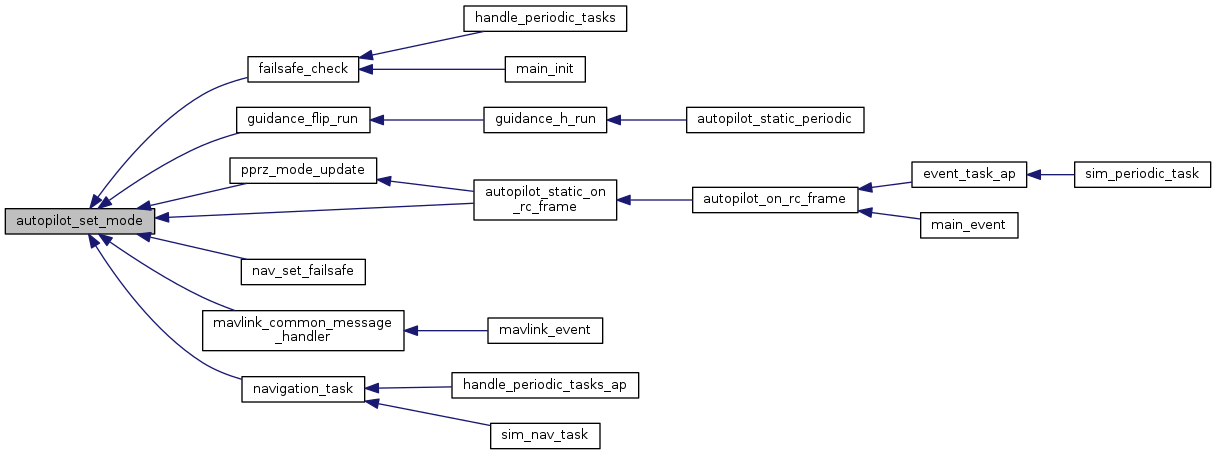 handle_periodic_tasks
failsafe_check
main_init
guidance_flip_run
guidance_h_run
autopilot_static_periodic
pprz_mode_update
autopilot_static_on
_rc_frame
event_task_ap
sim_periodic_task
autopilot_on_rc_frame
main_event
autopilot_set_mode
nav_set_failsafe
mavlink_common_message
_handler
mavlink_event
navigation_task
handle_periodic_tasks_ap
sim_nav_task